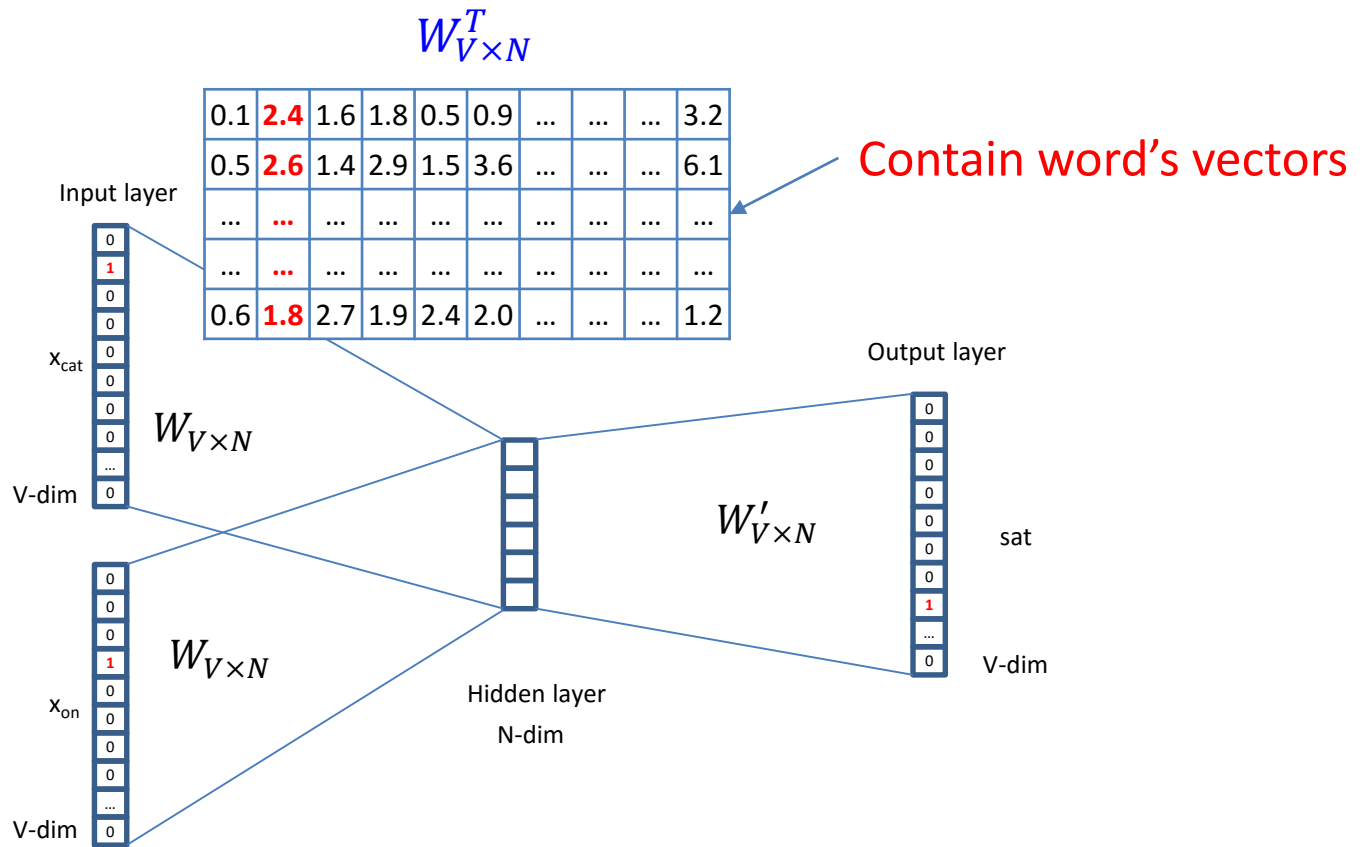 W^T_{V×N}
0.1 2.4 1.6 1.8 0.5 0.9 ... ... ... 3.2
0.5 2.6 1.4 2.9 1.5 3.6 ... ... ... 6.1
... ... ... ... ... ... ... ... ... ...
... ... ... ... ... ... ... ... ... ...
0.6 1.8 2.7 1.9 2.4 2.0 ... ... ... 1.2
Contain word's vectors
Input layer
0
1
0
0
0
0
0
0
...
0
x_cat
V-dim
W_{V×N}
0
0
0
1
0
0
0
0
...
0
x_on
V-dim
W_{V×N}
Hidden layer
N-dim
W'_{V×N}
Output layer
0
0
0
0
0
0
0
1
...
0
sat
V-dim